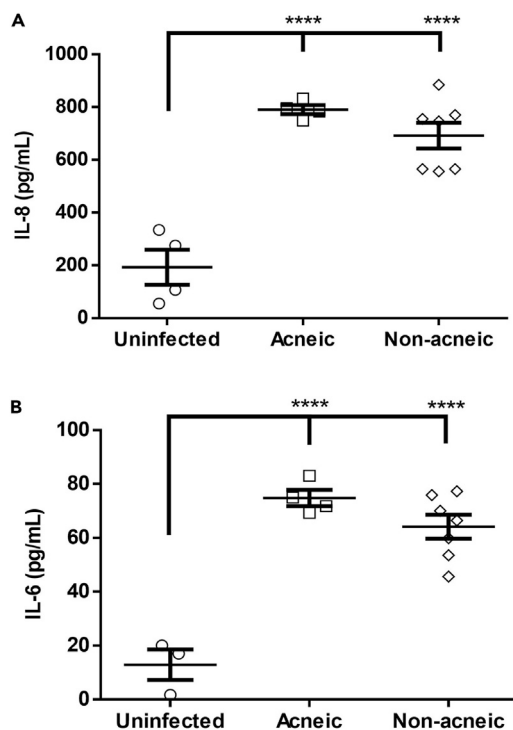 A
**** ****
1000
800
600
400
200
0
IL-8 (pg/mL)
Uninfected Acneic Non-acneic
B
**** ****
100
80
60
40
20
0
IL-6 (pg/mL)
Uninfected Acneic Non-acneic